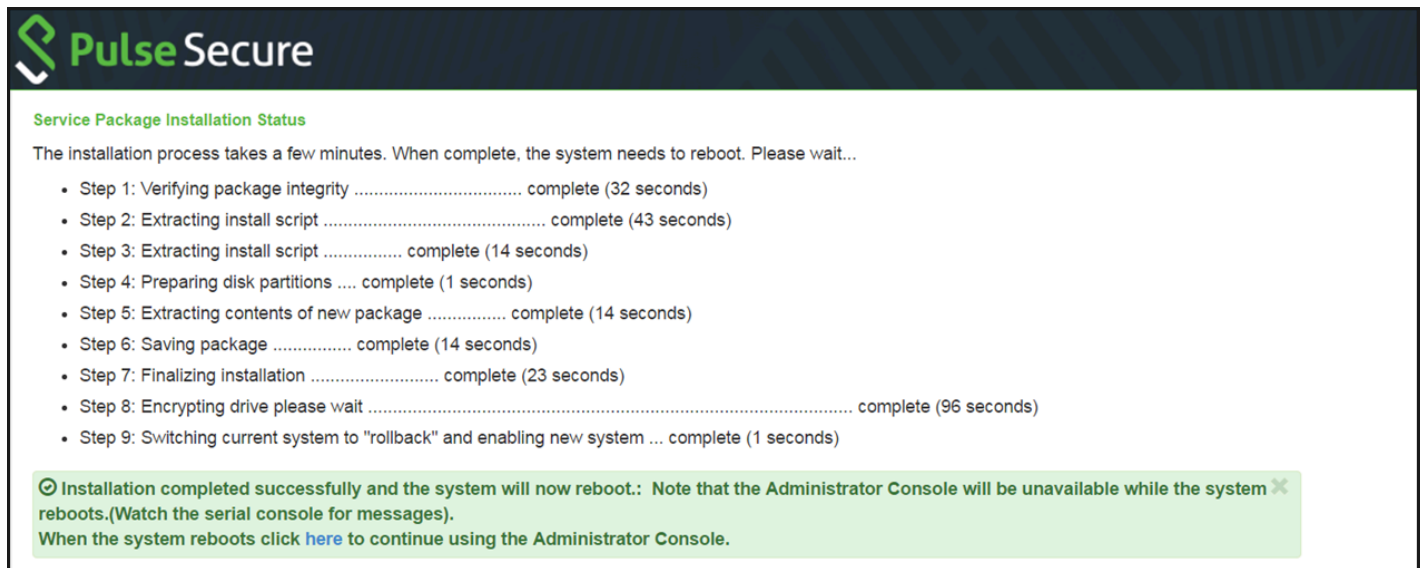 Pulse Secure
Service Package Installation Status
The installation process takes a few minutes. When complete, the system needs to reboot. Please wait...
• Step 1: Verifying package integrity .................................. complete (32 seconds)
• Step 2: Extracting install script ............................................. complete (43 seconds)
• Step 3: Extracting install script ................ complete (14 seconds)
• Step 4: Preparing disk partitions .... complete (1 seconds)
• Step 5: Extracting contents of new package ................ complete (14 seconds)
• Step 6: Saving package ................ complete (14 seconds)
• Step 7: Finalizing installation .......................... complete (23 seconds)
• Step 8: Encrypting drive please wait .................................................................................................. complete (96 seconds)
• Step 9: Switching current system to "rollback" and enabling new system ... complete (1 seconds)
Installation completed successfully and the system will now reboot.: Note that the Administrator Console will be unavailable while the system
reboots.(Watch the serial console for messages).
When the system reboots click here to continue using the Administrator Console.